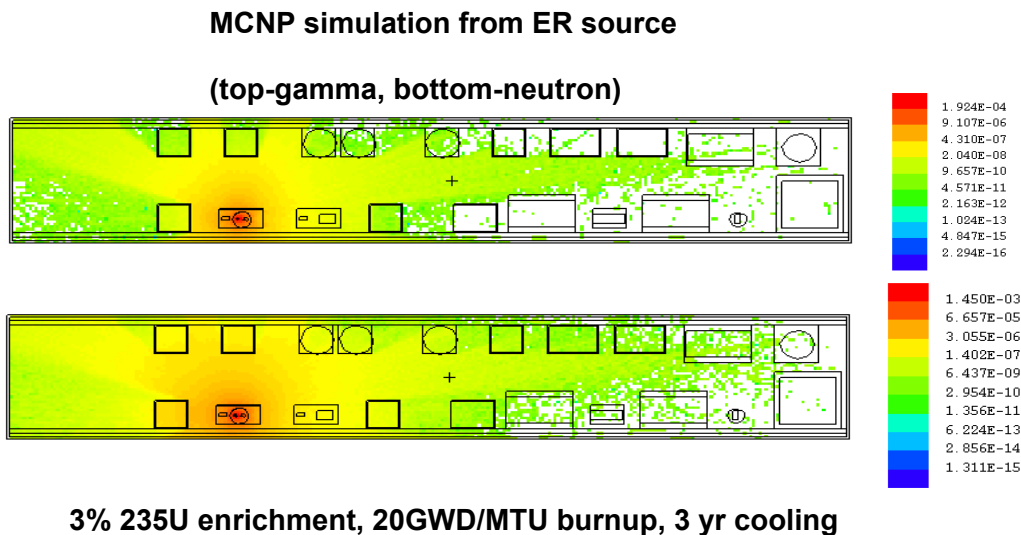 MCNP simulation from ER source
(top-gamma, bottom-neutron)
1.924E-04
9.107E-06
4.310E-07
2.040E-08
9.657E-10
4.571E-11
2.163E-12
1.024E-13
4.847E-15
2.294E-16
1.450E-03
6.657E-05
3.055E-06
1.402E-07
6.437E-09
2.954E-10
1.356E-11
6.224E-13
2.856E-14
1.311E-15
3% 235U enrichment, 20GWD/MTU burnup, 3 yr cooling